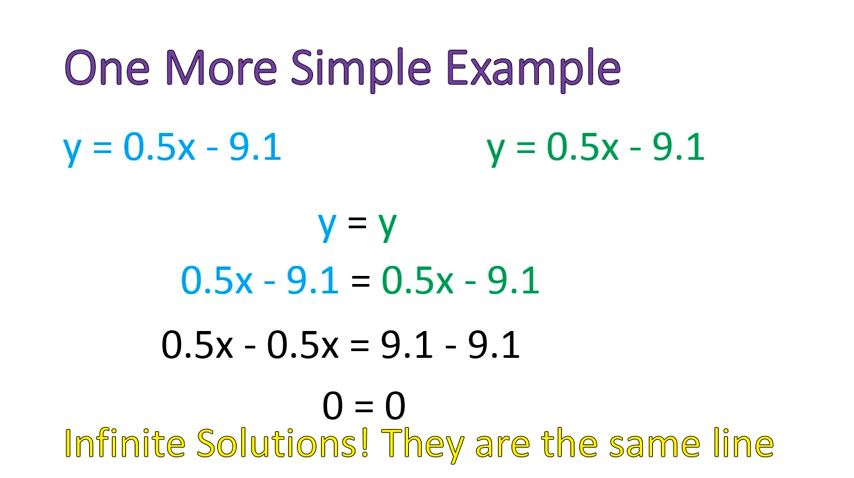 One More Simple Example
y = 0.5x - 9.1 y = 0.5x - 9.1
y = y
0.5x - 9.1 = 0.5x - 9.1
0.5x - 0.5x = 9.1 - 9.1
0 = 0
Infinite Solutions! They are the same line